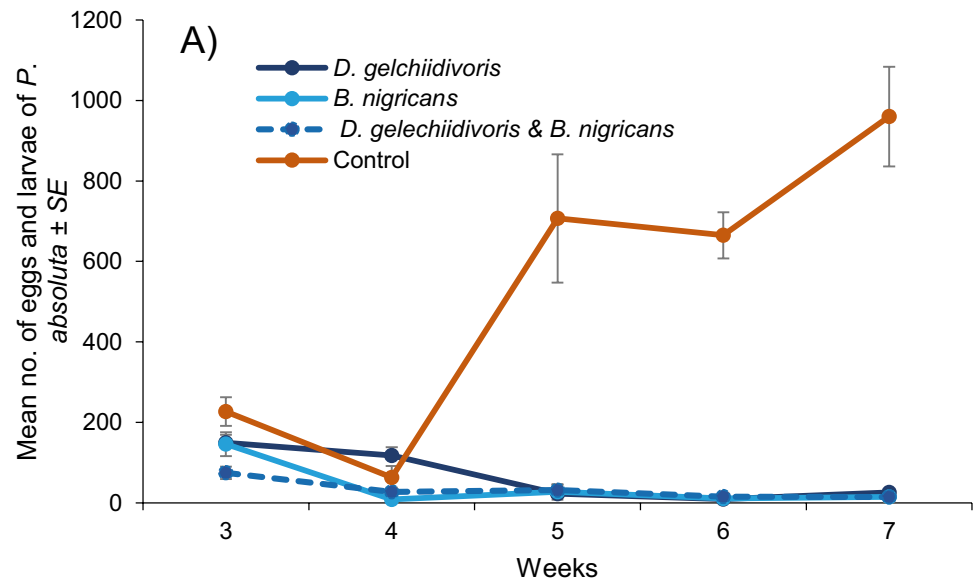 A)
D. gelchiidivoris
B. nigricans
D. gelechiidivoris & B. nigricans
Control
Mean no. of eggs and larvae of P.
absoluta ± SE
1200
1000
800
600
400
200
0
3 4 5 6 7
Weeks